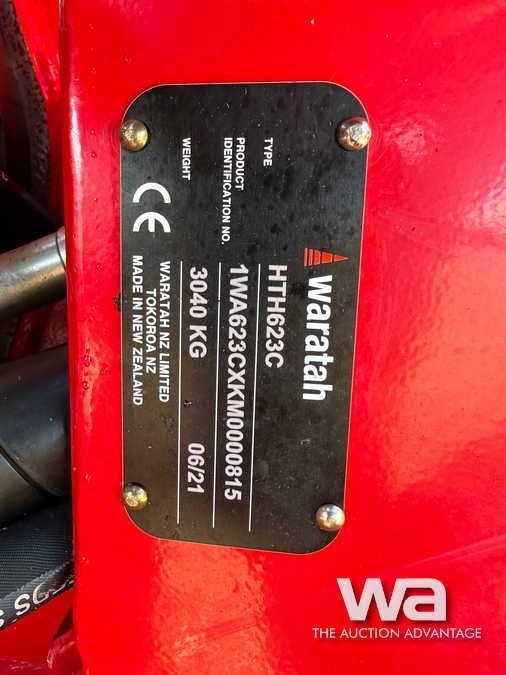 waratah
TYPE HTH623C
PRODUCT
IDENTIFICATION NO. 1WA623CXKM0000815
WEIGHT 3040 KG 06/21
CE
WARATAH NZ LIMITED
TOKOROA NZ
MADE IN NEW ZEALAND
wa
THE AUCTION ADVANTAGE